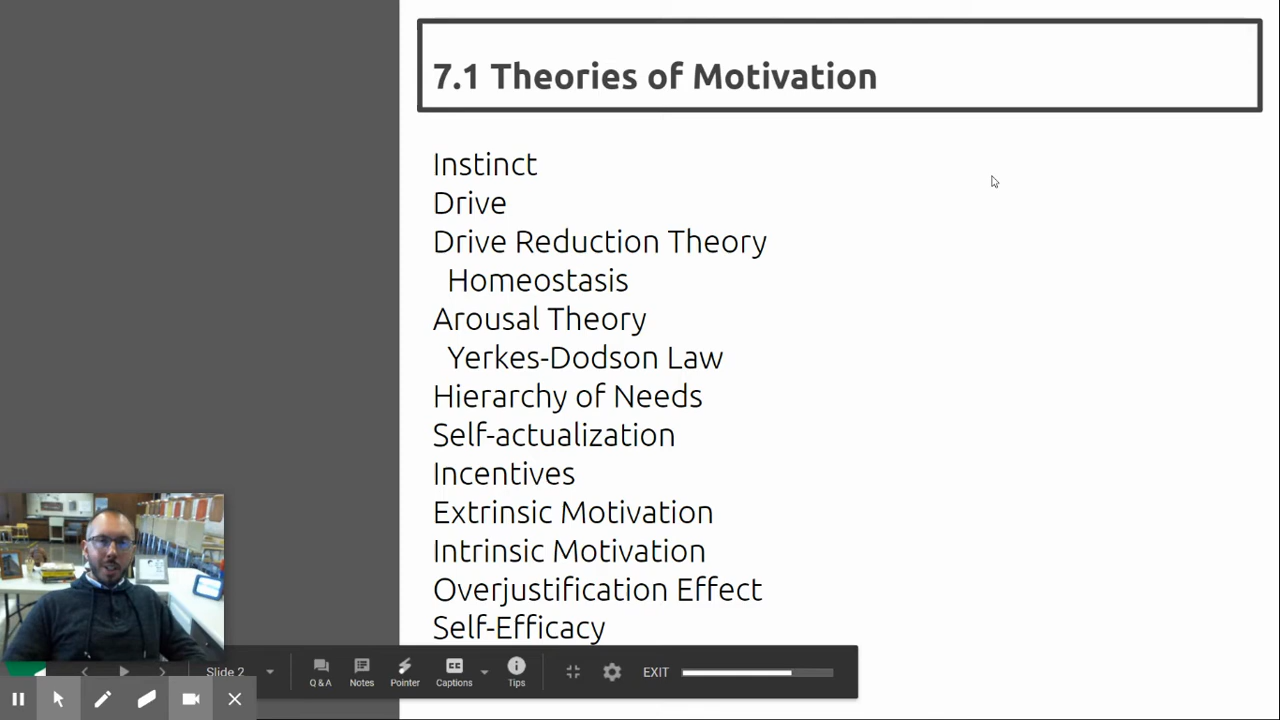 7.1 Theories of Motivation
Instinct
Drive
Drive Reduction Theory
Homeostasis
Arousal Theory
Yerkes-Dodson Law
Hierarchy of Needs
Self-actualization
Incentives
Extrinsic Motivation
Intrinsic Motivation
Overjustification Effect
Self-Efficacy
Slide 2
Q & A
Notes
Pointer
CC
Captions
Tips
EXIT